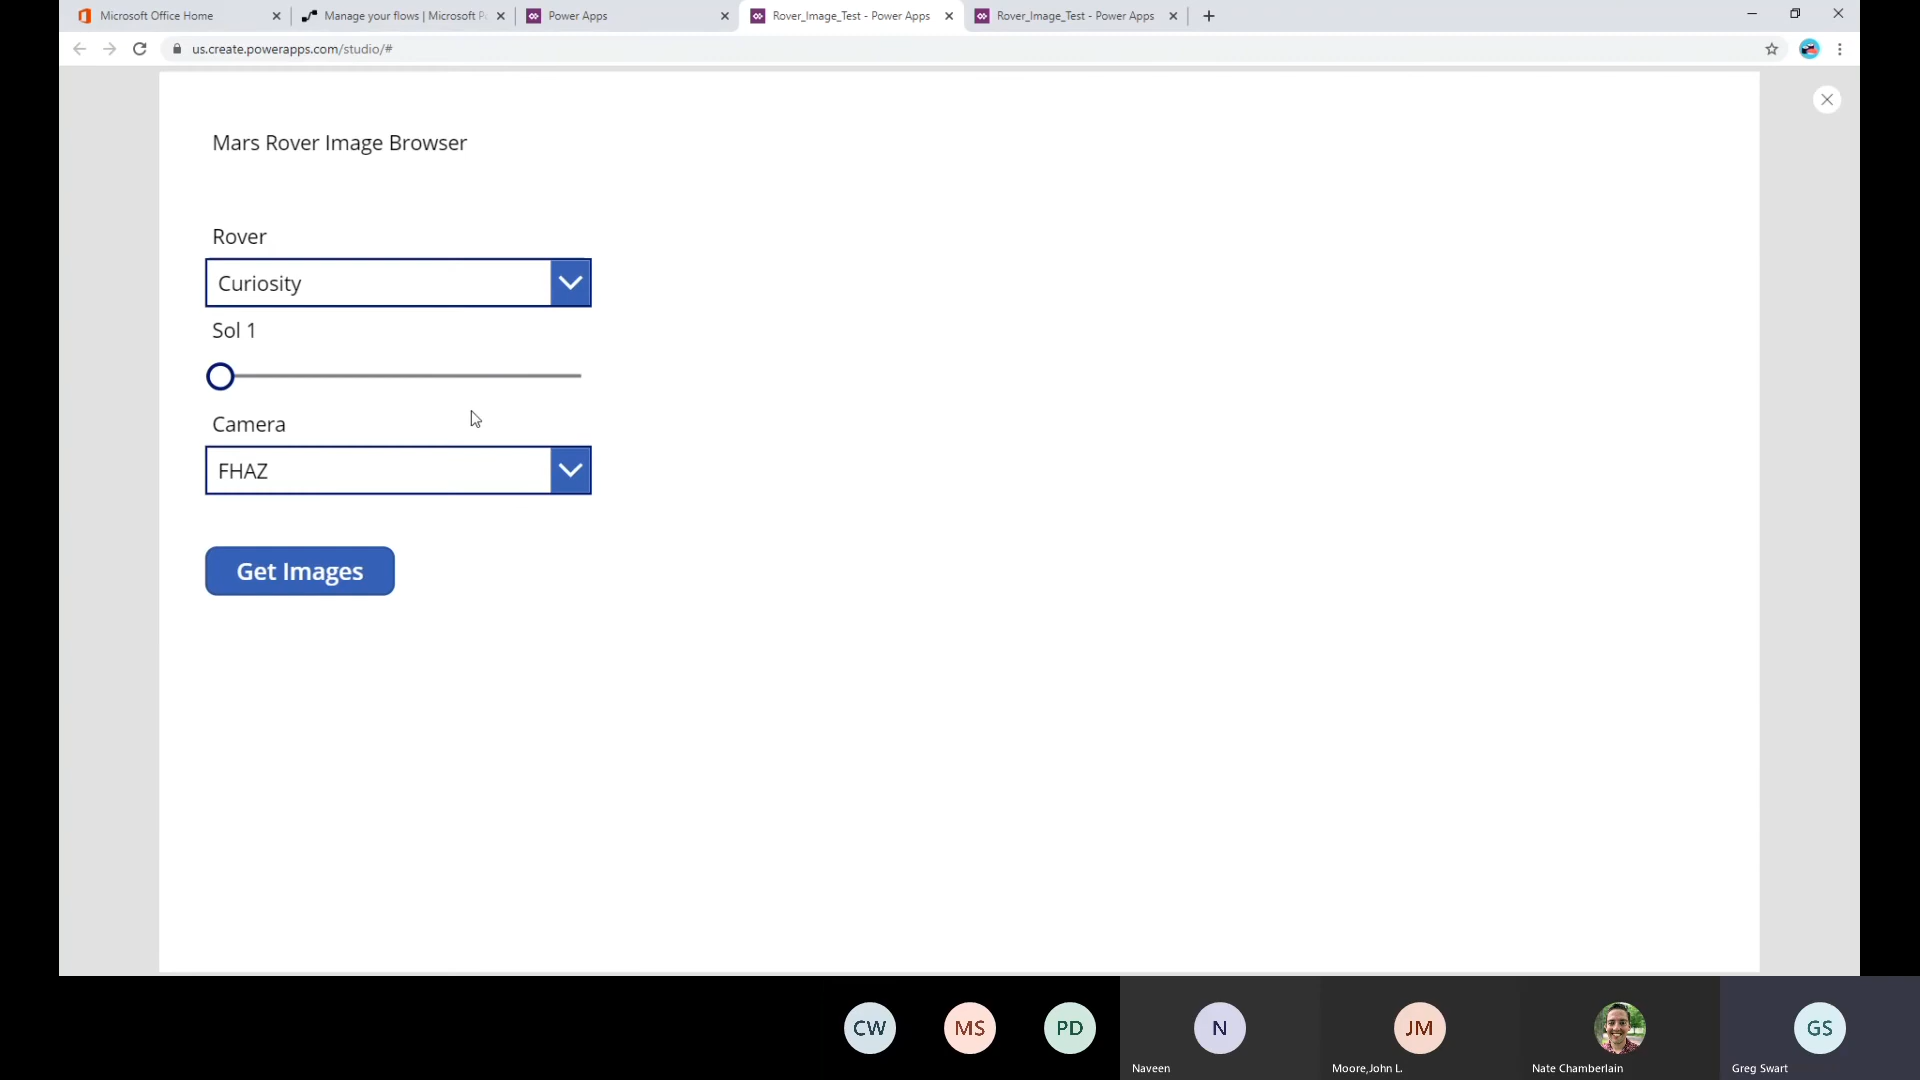 Microsoft Office Home
Manage your flows | Microsoft P
Power Apps
Rover_Image_Test - Power Apps
Rover_Image_Test - Power Apps
us.create.powerapps.com/studio/#
Mars Rover Image Browser
Rover
Curiosity
Sol 1
Camera
FHAZ
Get Images
CW
MS
PD
N
JM
GS
Naveen
Moore,John L.
Nate Chamberlain
Greg Swart